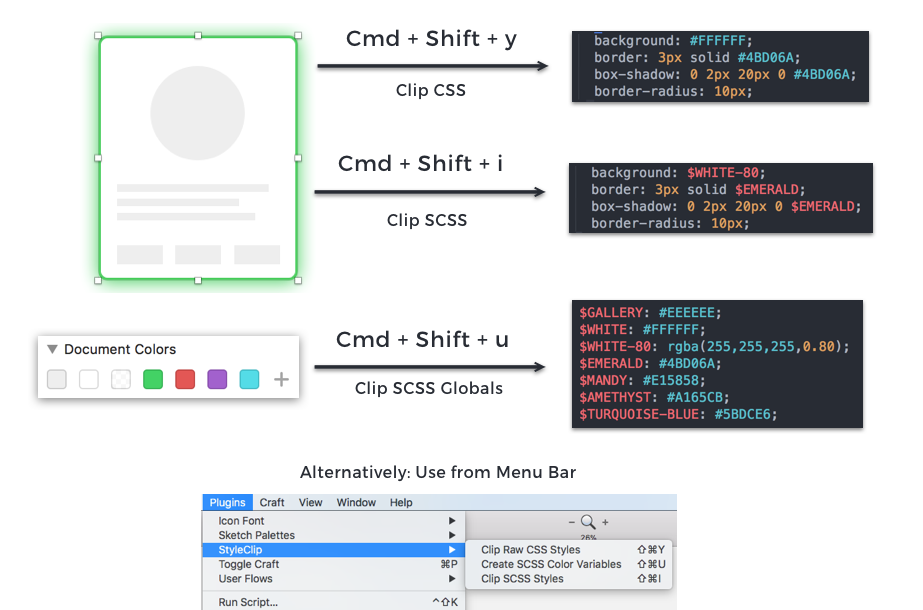 Cmd + Shift + y
Clip CSS
background: #FFFFFF;
border: 3px solid #4BD06A;
box-shadow: 0 2px 20px 0 #4BD06A;
border-radius: 10px;
Cmd + Shift + i
Clip SCSS
background: $WHITE-80;
border: 3px solid $EMERALD;
box-shadow: 0 2px 20px 0 $EMERALD;
border-radius: 10px;
Document Colors
Cmd + Shift + u
Clip SCSS Globals
$GALLERY: #EEEEEE;
$WHITE: #FFFFFF;
$WHITE-80: rgba(255,255,255,0.80);
$EMERALD: #4BD06A;
$MANDY: #E15858;
$AMETHYST: #A165CB;
$TURQUOISE-BLUE: #5BDCE6;
Alternatively: Use from Menu Bar
Plugins Craft View Window Help
Icon Font
Sketch Palettes
StyleClip
Toggle Craft ⌘P
User Flows
Run Script... ^⇧K
26%
Clip Raw CSS Styles ⇧⌘Y
Create SCSS Color Variables ⇧⌘U
Clip SCSS Styles ⇧⌘I